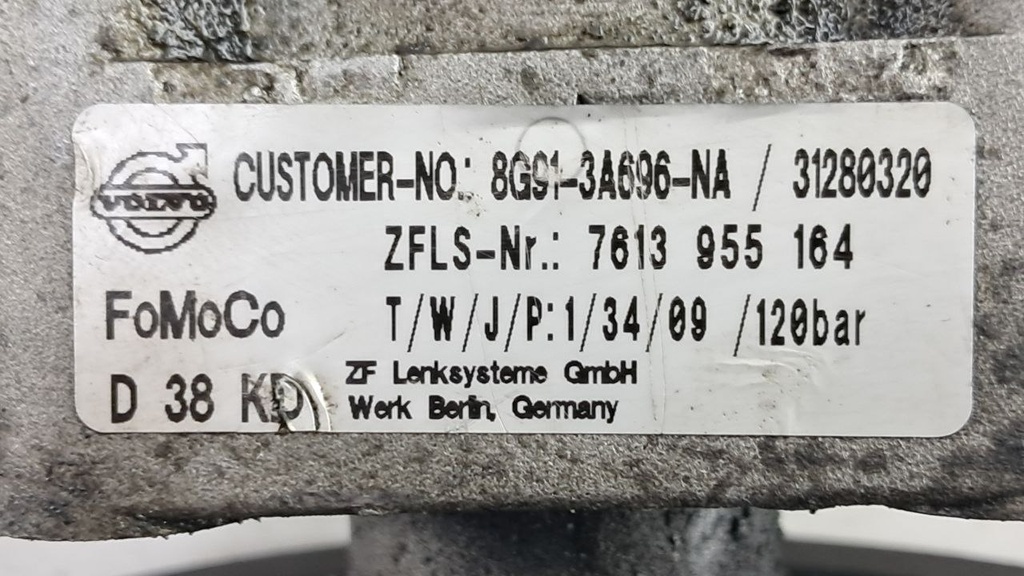 VOLVO
CUSTOMER-NO.: 8G91-3A696-NA / 31280320
ZFLS-Nr.: 7613 955 164
FoMoCo
T/W/J/P:1/34/09 /120bar
D 38 KD
ZF Lenksysteme GmbH
Werk Berlin, Germany